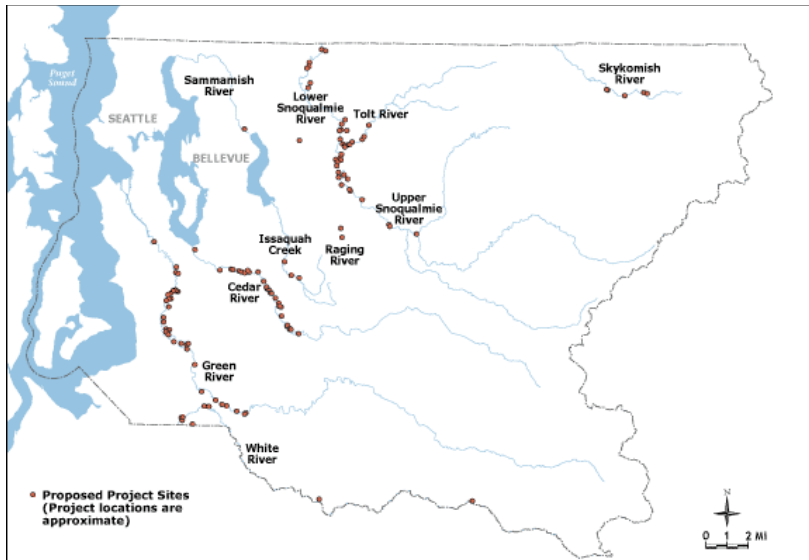 Puget
Sound
SEATTLE
Sammamish
River
BELLEVUE
Lower
Snoqualmie
River
Tolt River
Skykomish
River
Upper
Snoqualmie
River
Issaquah
Creek
Raging
River
Cedar
River
Green
River
White
River
Proposed Project Sites
(Project locations are
approximate)
N
0 1 2 Mi